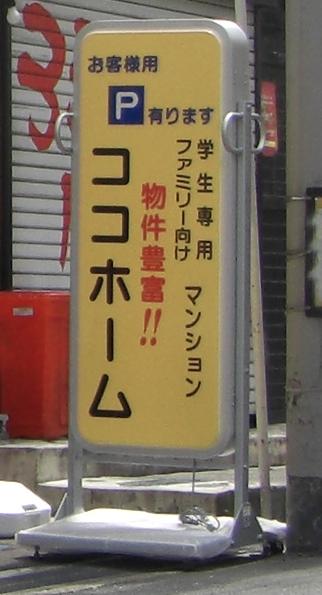 お客様用
P有ります
学生専用
ファミリー向け
マンション
物件豊富!!
ココホーム